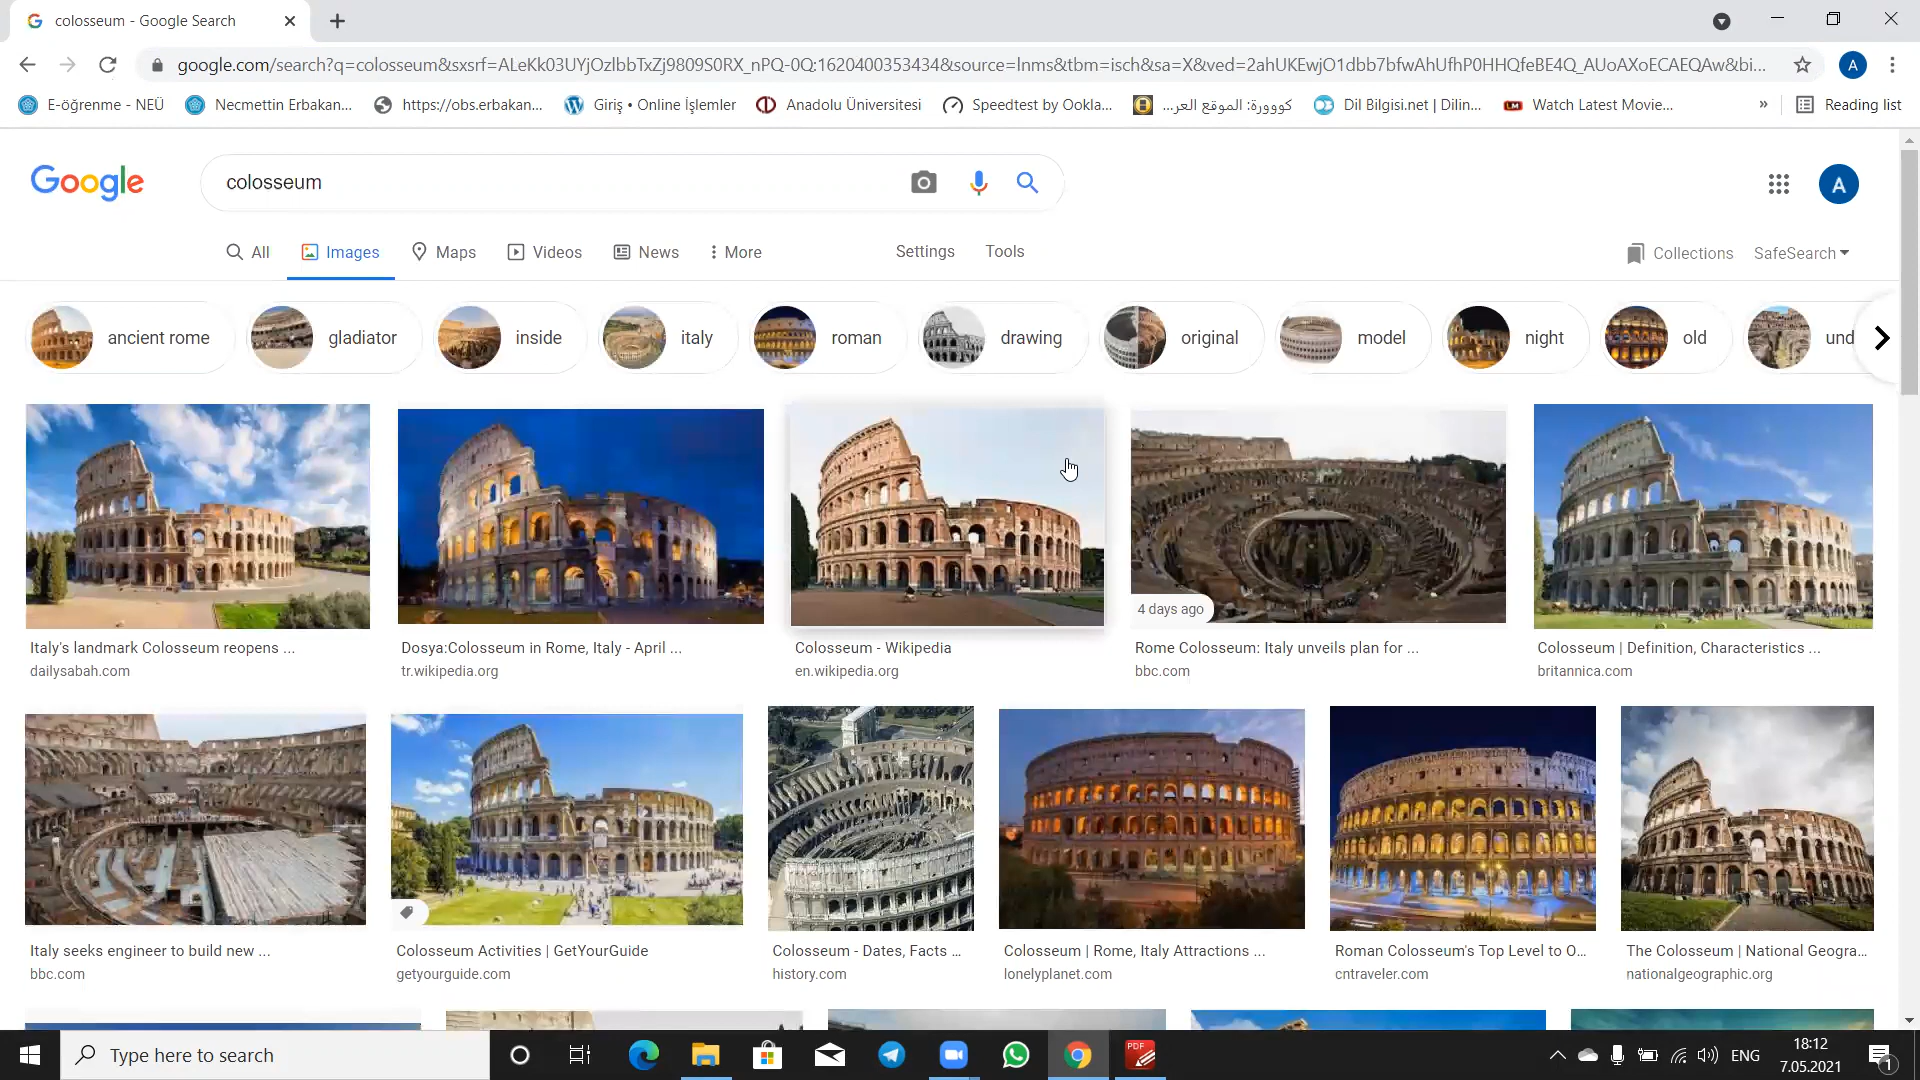 colosseum - Google Search
google.com/search?q=colosseum&sxsrf=ALeKk03UYjOzlbbTxZj9809S0RX_nPQ-0Q:1620400353434&source=lnms&tbm=isch&sa=X&ved=2ahUKEwjO1dbb7bfwAhUfhP0HHQfeBE4Q_AUoAXoECAEQAw&bi...
A
E-öğrenme - NEÜ
Necmettin Erbakan...
https://obs.erbakan...
Giriş • Online İşlemler
Anadolu Üniversitesi
Speedtest by Ookla...
كووورة: الموقع العر...
Dil Bilgisi.net | Dilin...
Watch Latest Movie...
»
Reading list
Google
colosseum
A
All
Images
Maps
Videos
News
More
Settings
Tools
Collections
SafeSearch
ancient rome
gladiator
inside
italy
roman
drawing
original
model
night
old
und
4 days ago
Italy's landmark Colosseum reopens ...
dailysabah.com
Dosya:Colosseum in Rome, Italy - April ...
tr.wikipedia.org
Colosseum - Wikipedia
en.wikipedia.org
Rome Colosseum: Italy unveils plan for ...
bbc.com
Colosseum | Definition, Characteristics ...
britannica.com
Italy seeks engineer to build new ...
bbc.com
Colosseum Activities | GetYourGuide
getyourguide.com
Colosseum - Dates, Facts ...
history.com
Colosseum | Rome, Italy Attractions ...
lonelyplanet.com
Roman Colosseum's Top Level to O...
cntraveler.com
The Colosseum | National Geogra...
nationalgeographic.org
Type here to search
PDF
ENG
18:12
7.05.2021
1